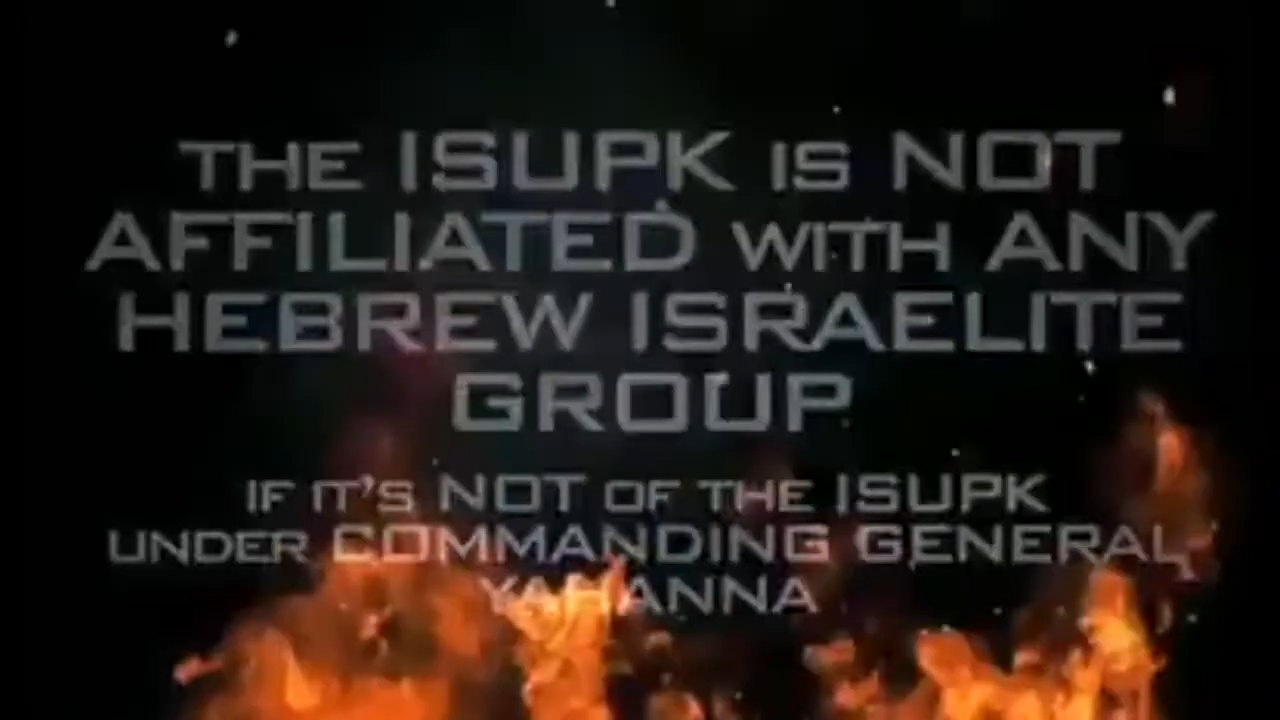 THE ISUPK IS NOT
AFFILIATED WITH ANY
HEBREW ISRAELITE
GROUP
IF IT'S NOT OF THE ISUPK
UNDER COMMANDING GENERAL
YAHANNA